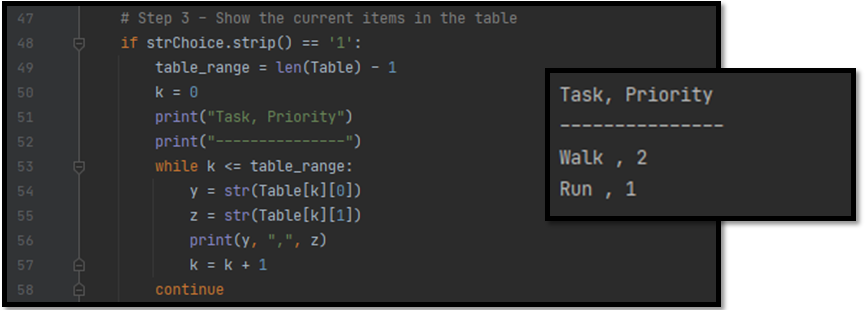 47 # Step 3 - Show the current items in the table
48 if strChoice.strip() == '1':
49 table_range = len(Table) - 1
50 k = 0
51 print("Task, Priority")
52 print("---------------")
53 while k <= table_range:
54 y = str(Table[k][0])
55 z = str(Table[k][1])
56 print(y, ",", z)
57 k = k + 1
58 continue
Task, Priority
---------------
Walk , 2
Run , 1